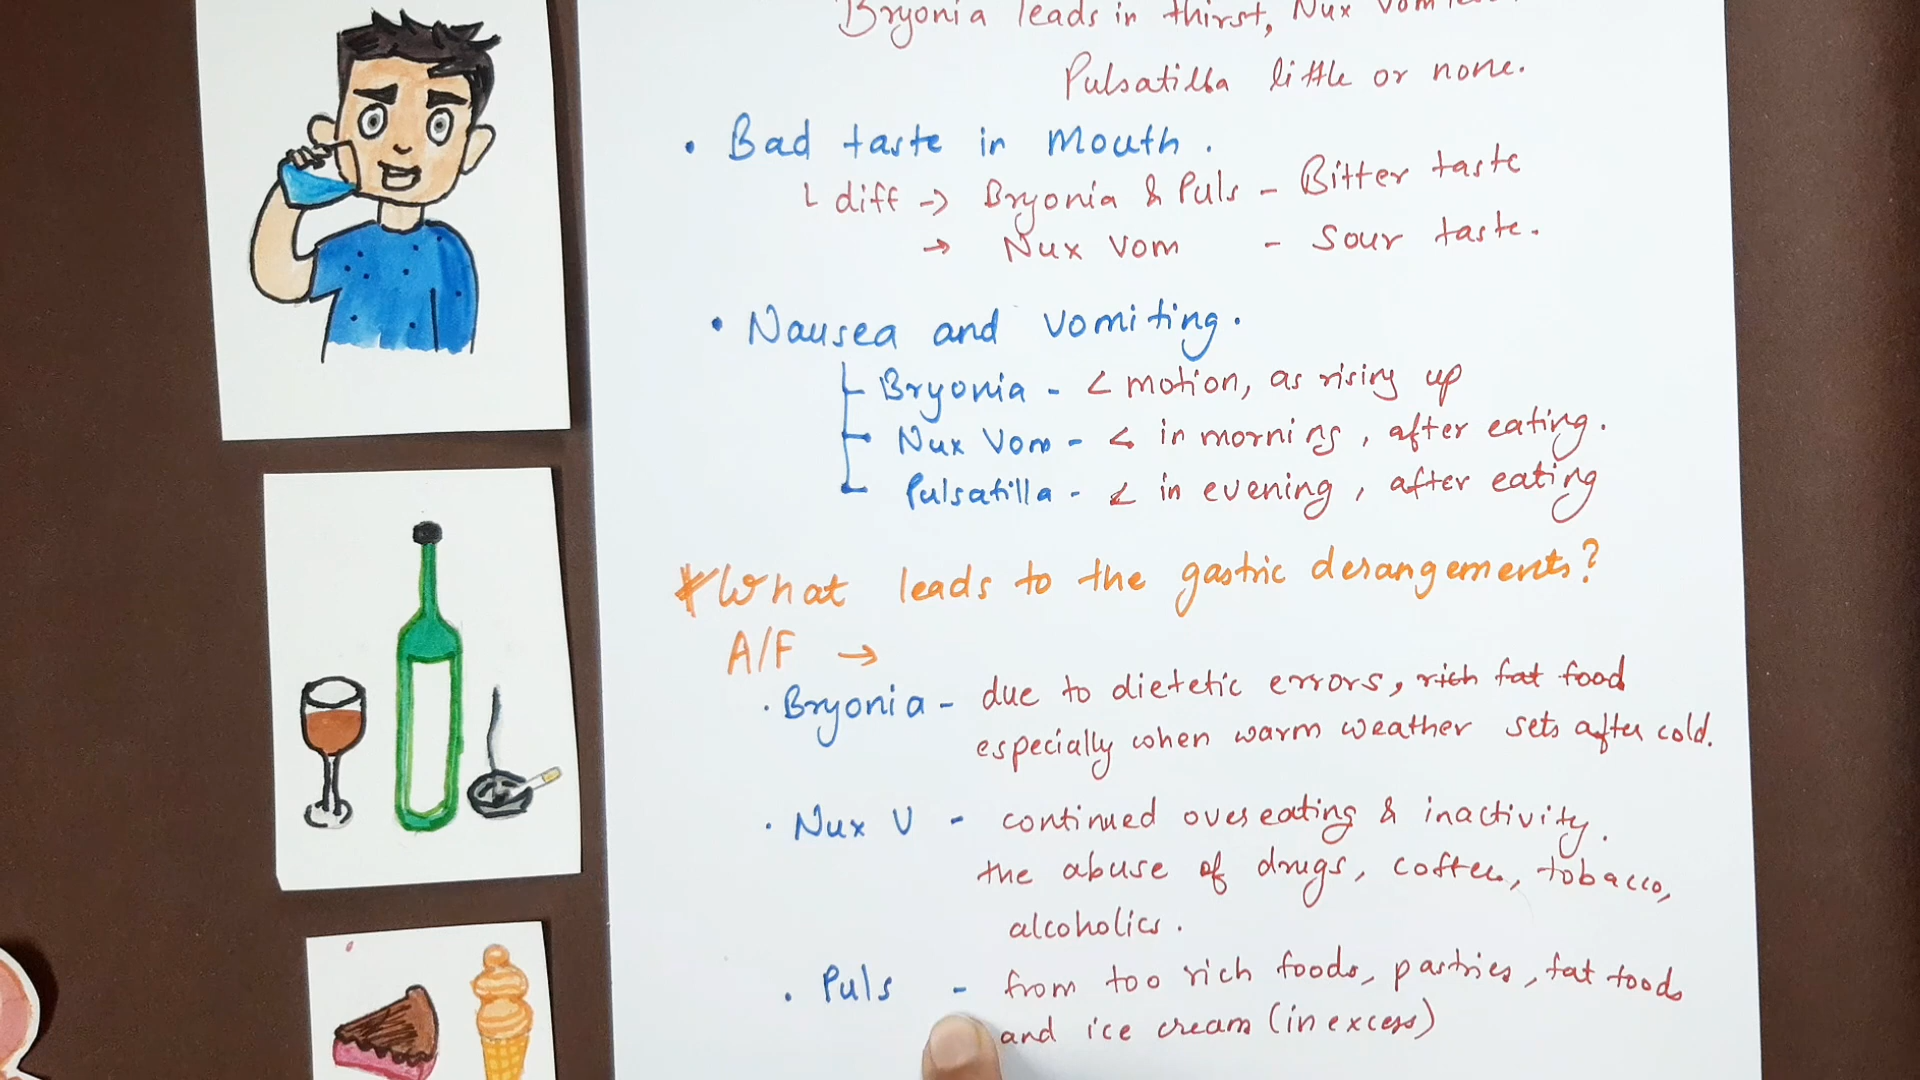 Bryonia leads in thirst, Nux Vom
Pulsatilla little or none.
• Bad taste in Mouth.
└ diff -> Bryonia & Puls - Bitter taste
-> Nux Vom - Sour taste.
• Nausea and vomiting.
Bryonia - < motion, as rising up
Nux Vom - < in morning, after eating.
Pulsatilla - < in evening, after eating
* What leads to the gastric derangements?
A/F →
• Bryonia - due to dietetic errors, rich fat food
especially when warm weather sets after cold.
• Nux V - continued overeating & inactivity.
the abuse of drugs, coffee, tobacco,
alcoholics.
• Puls - from too rich foods, pastries, fat foods
and ice cream (in excess)